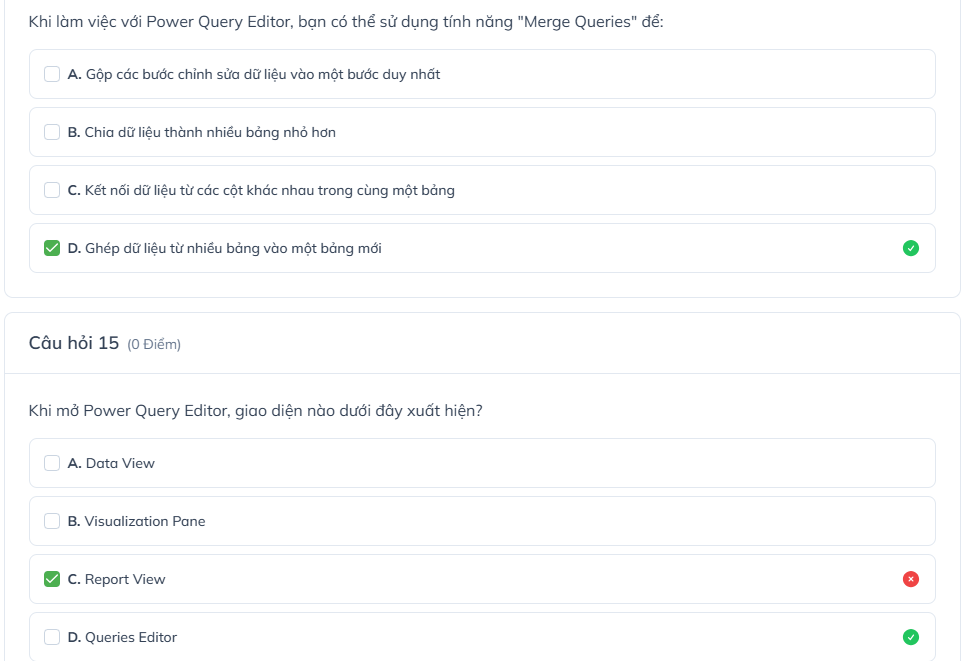 Khi làm việc với Power Query Editor, bạn có thể sử dụng tính năng "Merge Queries" để:
A. Gộp các bước chỉnh sửa dữ liệu vào một bước duy nhất
B. Chia dữ liệu thành nhiều bảng nhỏ hơn
C. Kết nối dữ liệu từ các cột khác nhau trong cùng một bảng
D. Ghép dữ liệu từ nhiều bảng vào một bảng mới
Câu hỏi 15 (0 Điểm)
Khi mở Power Query Editor, giao diện nào dưới đây xuất hiện?
A. Data View
B. Visualization Pane
C. Report View
D. Queries Editor